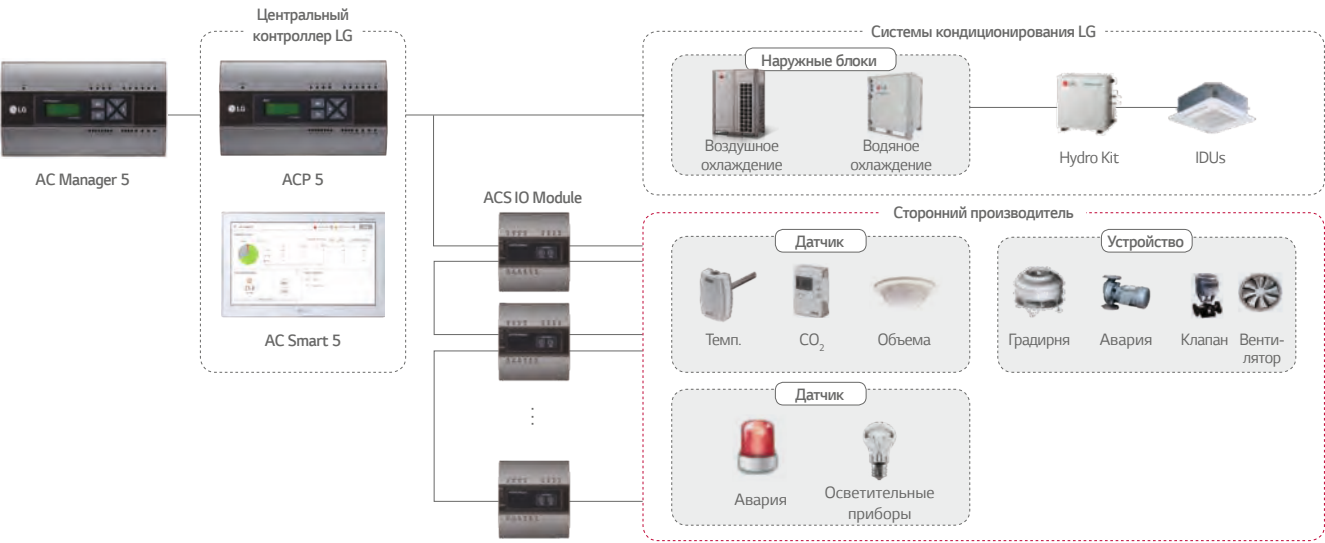 Центральный
контроллер LG
LG
AC Manager 5
LG
ACP 5
AC Smart 5
ACS IO Module
Системы кондиционирования LG
Наружные блоки
Воздушное
охлаждение
Водяное
охлаждение
Hydro Kit
IDUs
Сторонний производитель
Датчик
Темп.
CO₂
Объема
Устройство
Градирня
Авария
Клапан
Венти-
лятор
Датчик
Авария
Осветительные
приборы